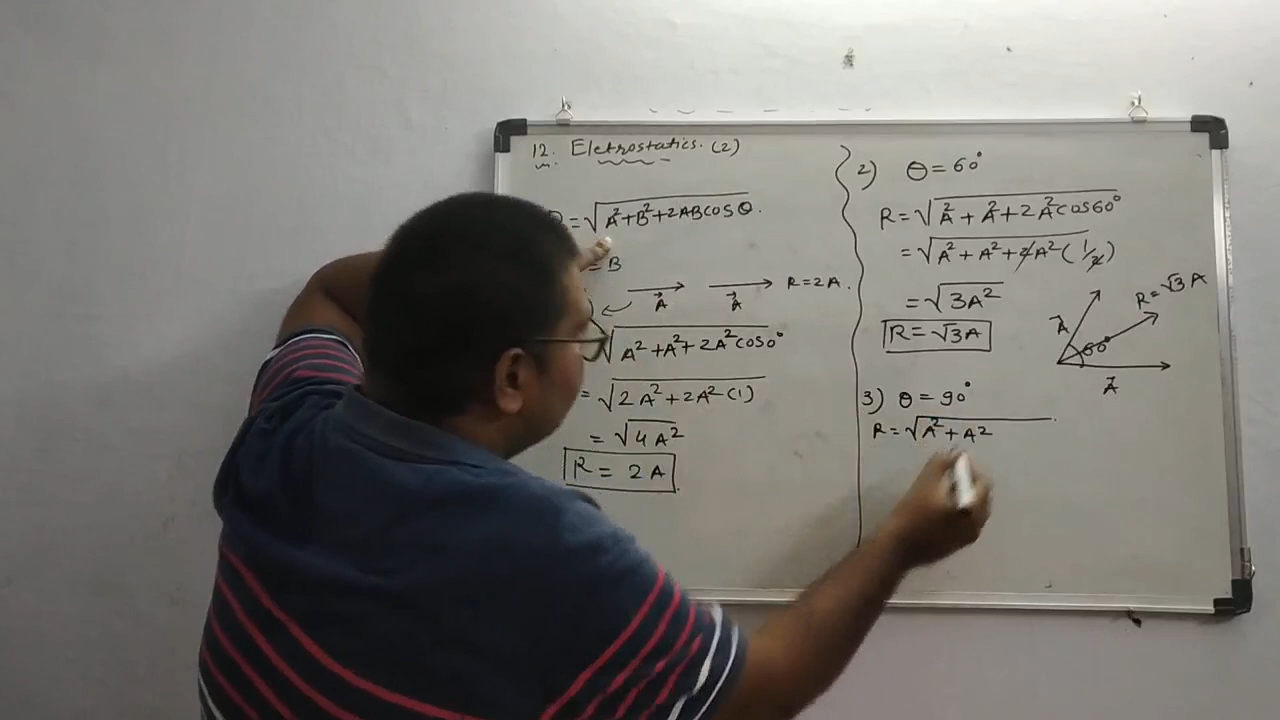 12. Eletrostatics. (2)
=√A²+B²+2ABCOSθ.
= B
A⃗ A⃗ R=2A.
√A²+A²+2A²COS0°
= √2A²+2A²(1)
= √4A²
R = 2A
2) θ=60°
R=√A²+A²+2A²COS60°
=√A²+A²+2A²(1/2)
=√3A²
R=√3A
A⃗ 60° R=√3A
A⃗
3) θ=90°
R=√A²+A²